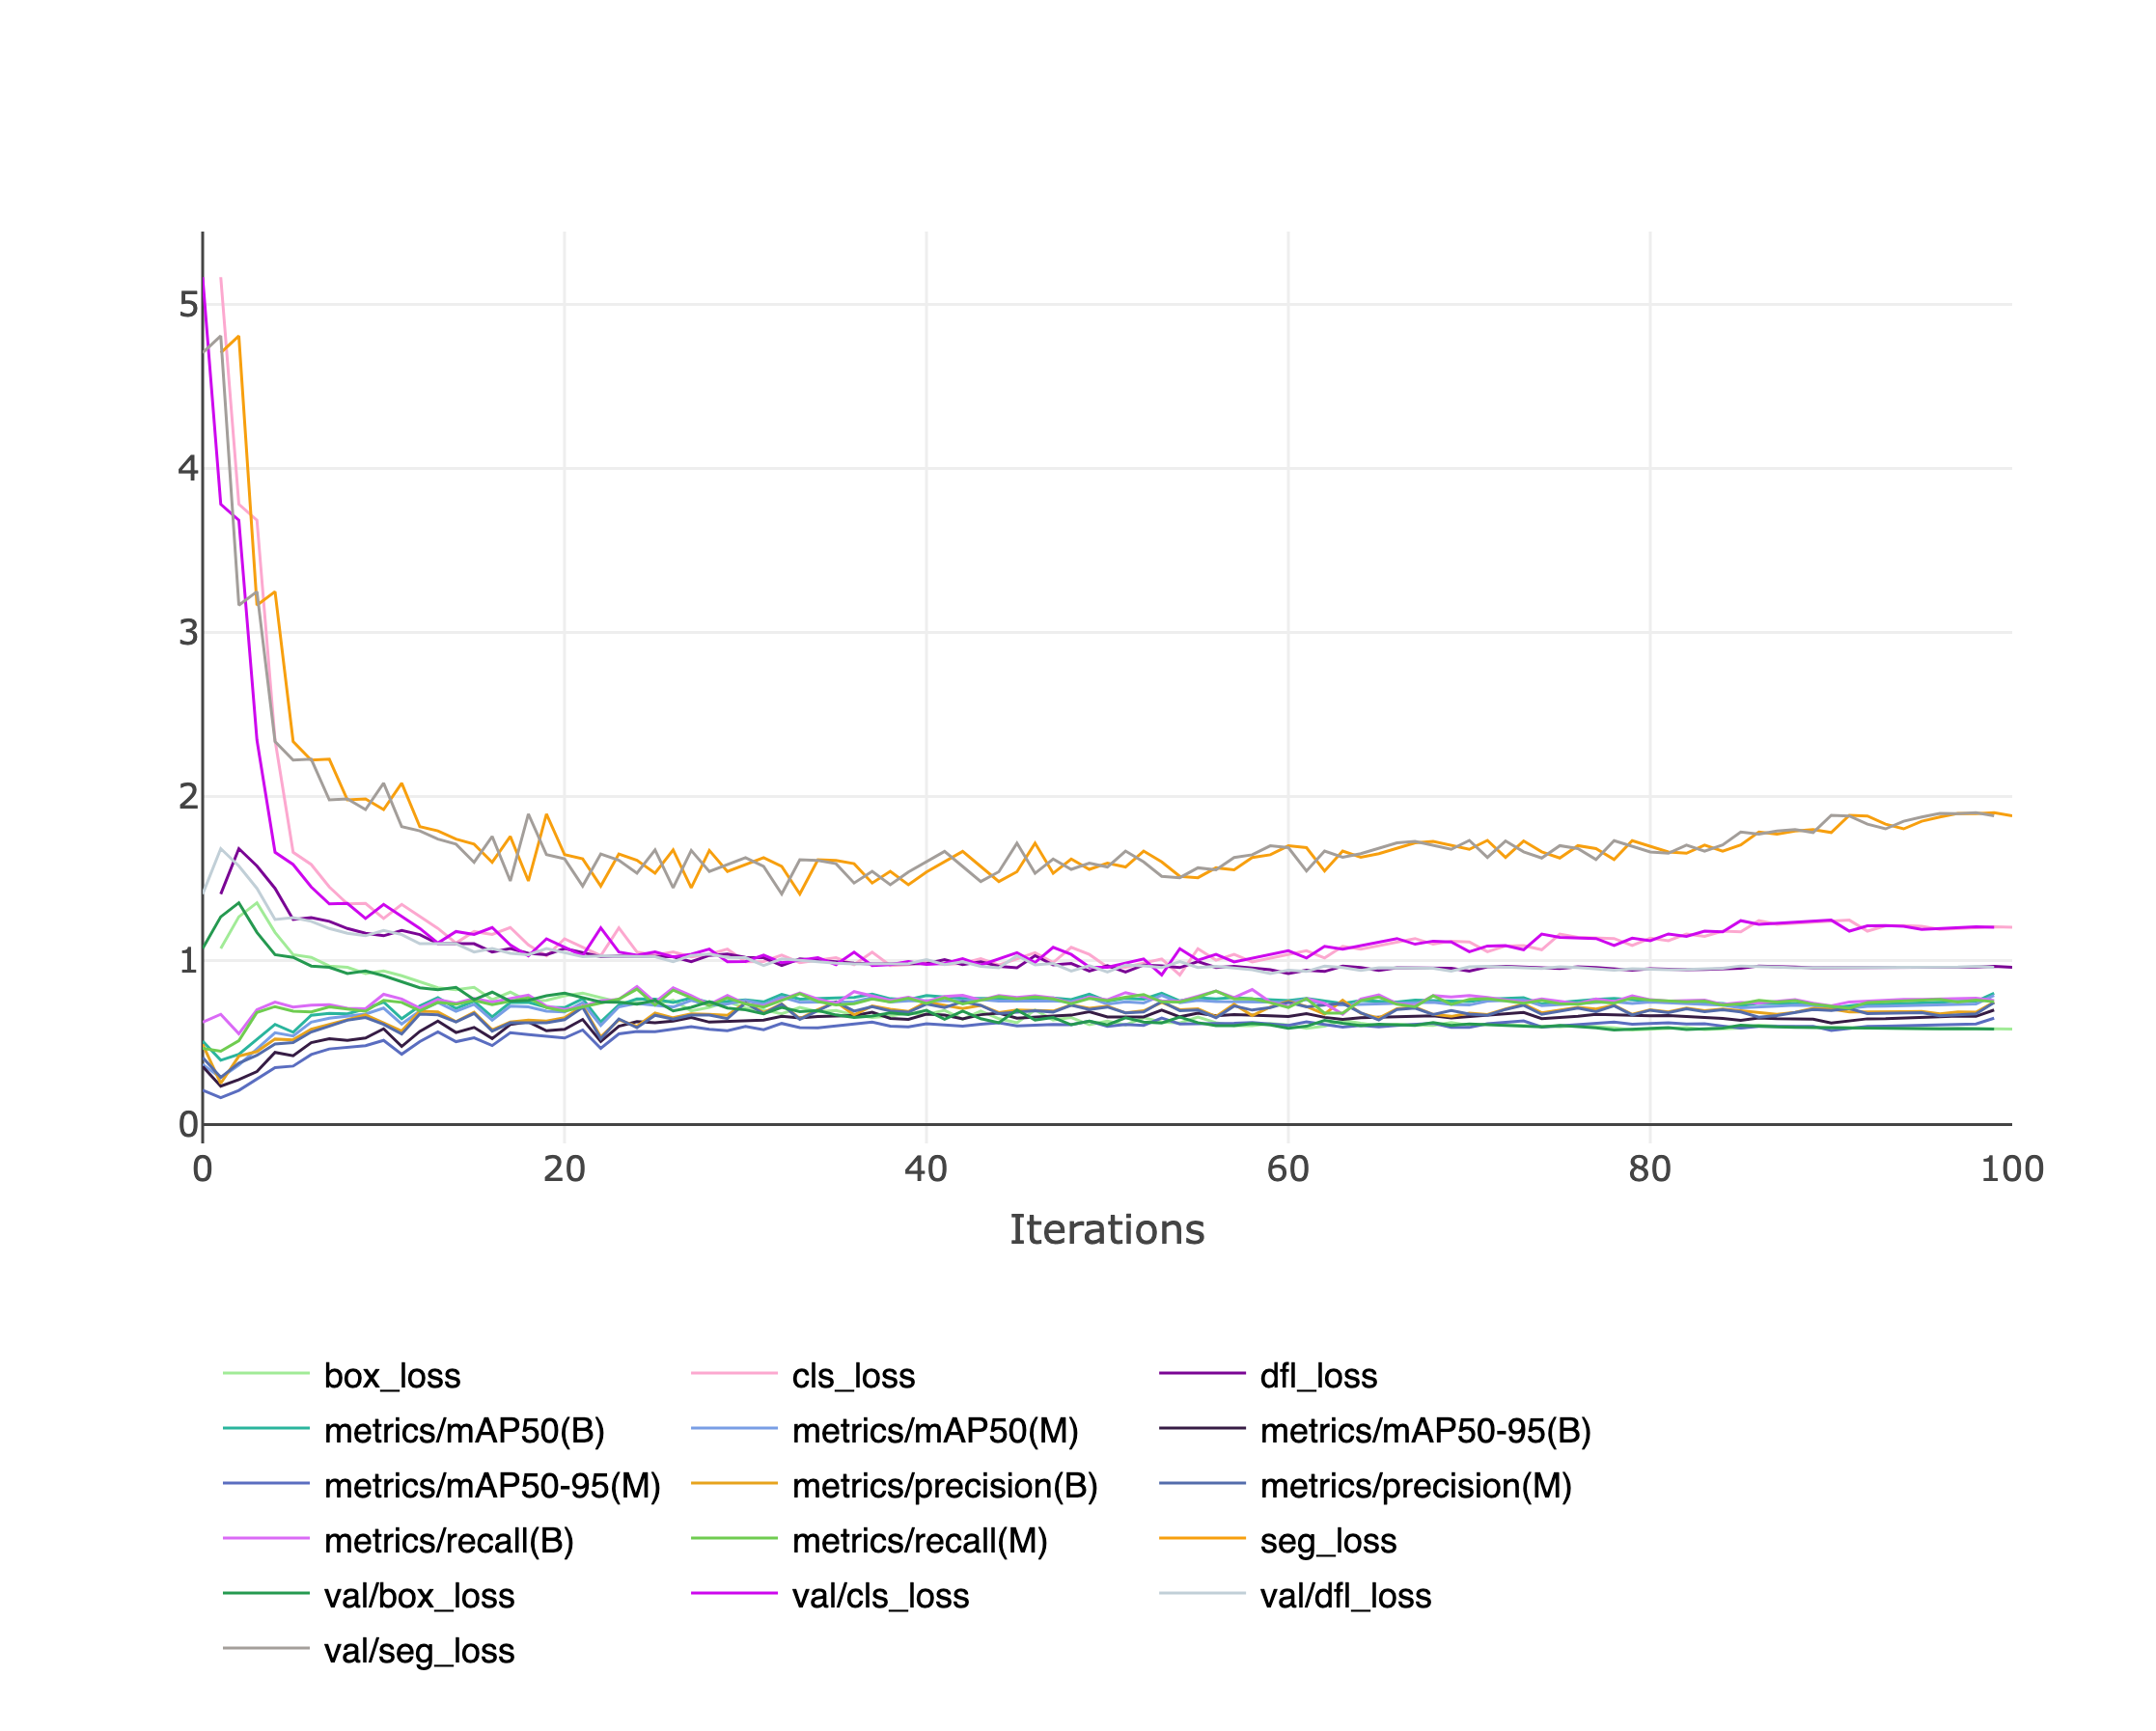 5
4
3
2
1
0
0 20 40 60 80 100
Iterations
box_loss cls_loss dfl_loss
metrics/mAP50(B) metrics/mAP50(M) metrics/mAP50-95(B)
metrics/mAP50-95(M) metrics/precision(B) metrics/precision(M)
metrics/recall(B) metrics/recall(M) seg_loss
val/box_loss val/cls_loss val/dfl_loss
val/seg_loss